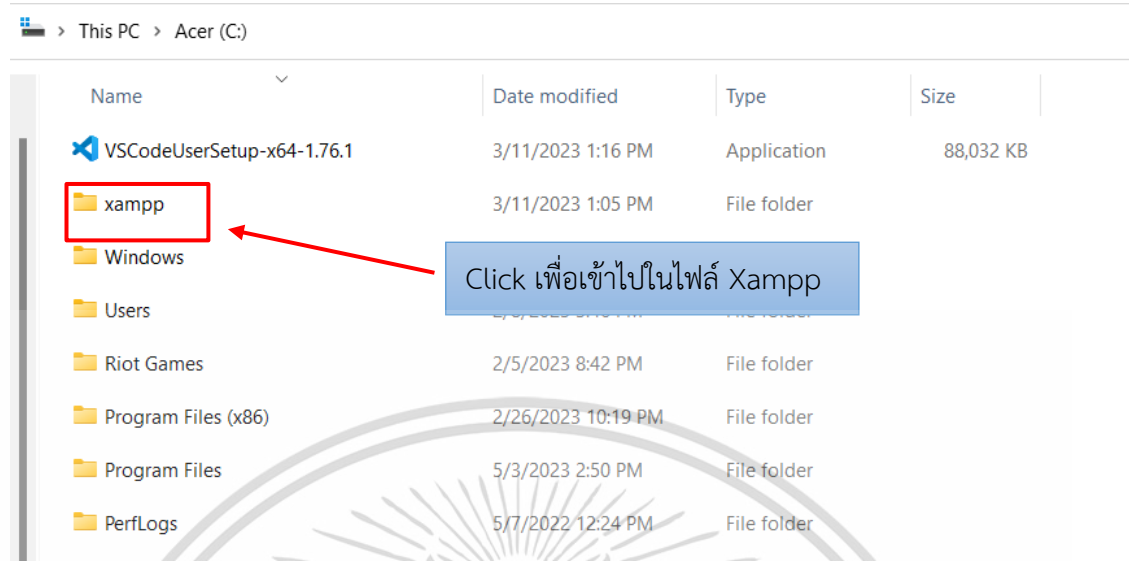 This PC > Acer (C:)
Name Date modified Type Size
VSCodeUserSetup-x64-1.76.1 3/11/2023 1:16 PM Application 88,032 KB
xampp 3/11/2023 1:05 PM File folder
Windows
Click เพื่อเข้าไปในไฟล์ Xampp
Users
Riot Games 2/5/2023 8:42 PM File folder
Program Files (x86) 2/26/2023 10:19 PM File folder
Program Files 5/3/2023 2:50 PM File folder
PerfLogs 5/7/2022 12:24 PM File folder